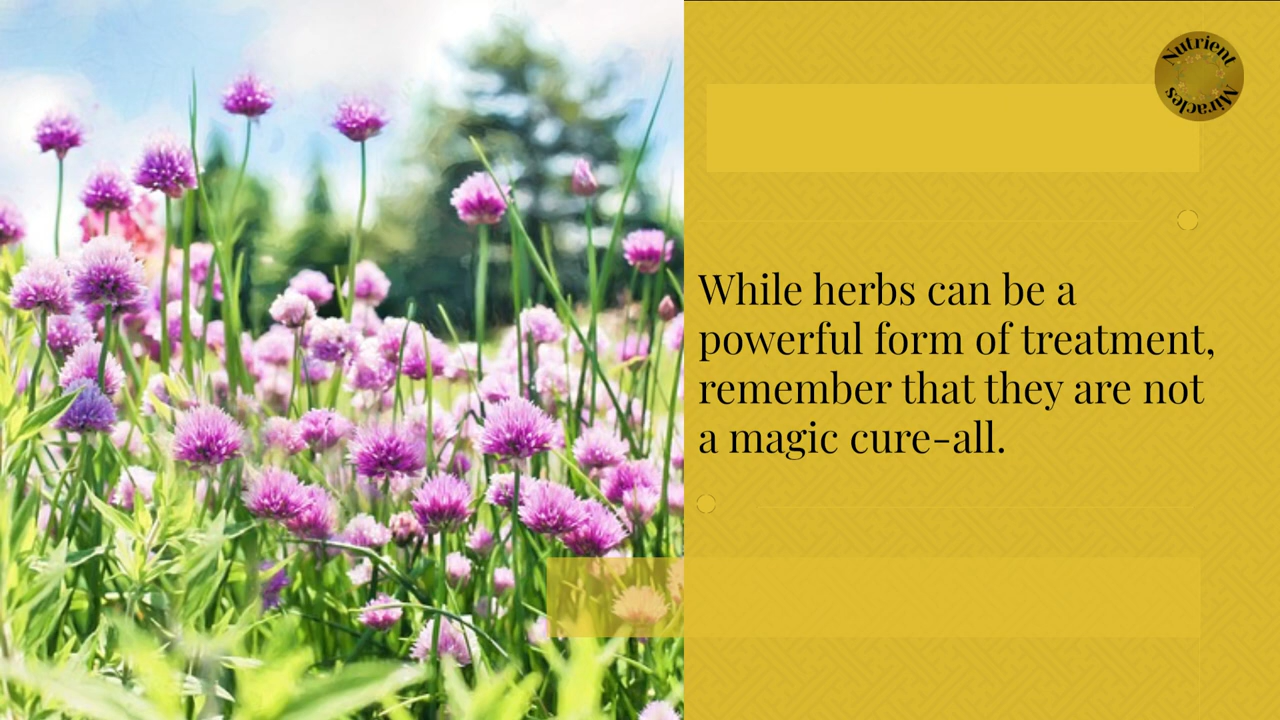 Nutrient
Miracles
While herbs can be a
powerful form of treatment,
remember that they are not
a magic cure-all.